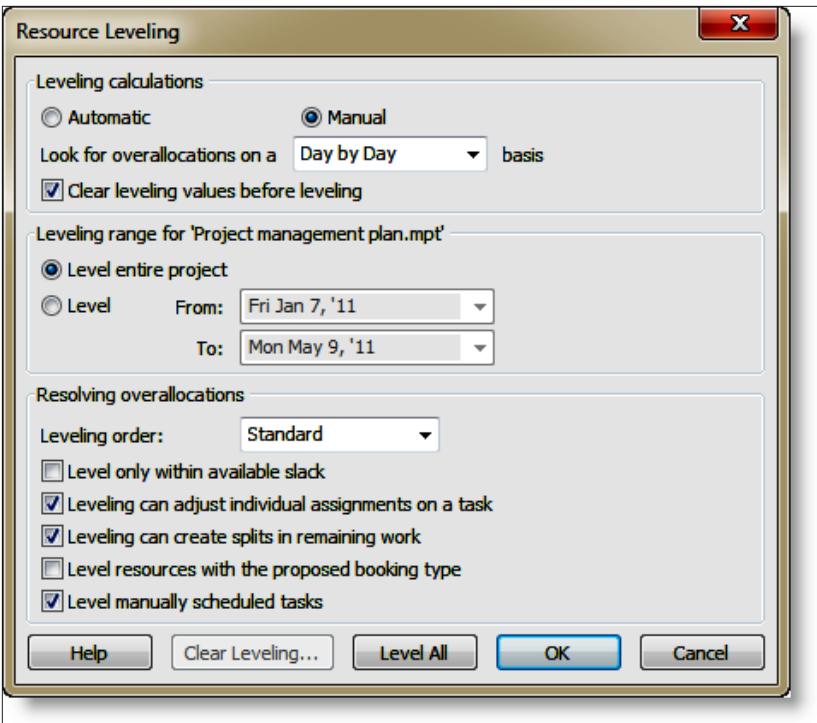 Resource Leveling
Leveling calculations
Automatic Manual
Look for overallocations on a Day by Day basis
Clear leveling values before leveling
Leveling range for 'Project management plan.mpt'
Level entire project
Level From: Fri Jan 7, '11
To: Mon May 9, '11
Resolving overallocations
Leveling order: Standard
Level only within available slack
Leveling can adjust individual assignments on a task
Leveling can create splits in remaining work
Level resources with the proposed booking type
Level manually scheduled tasks
Help Clear Leveling... Level All OK Cancel